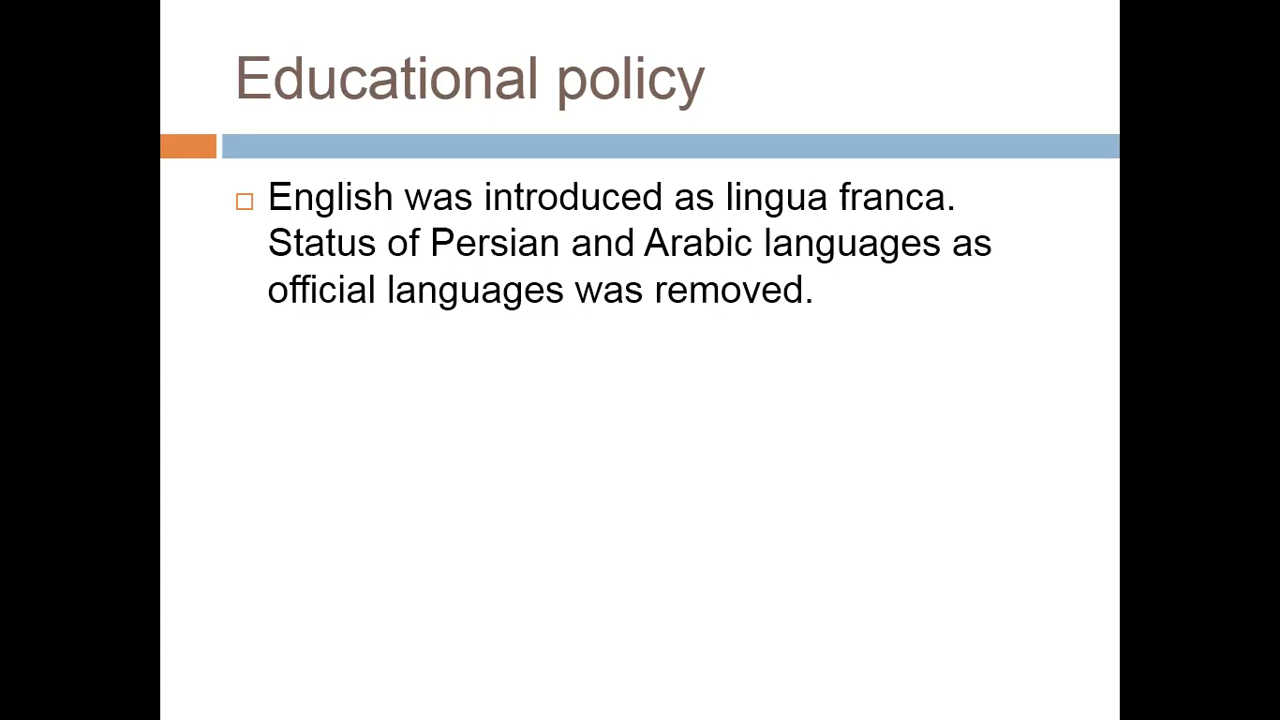 Educational policy
English was introduced as lingua franca.
Status of Persian and Arabic languages as
official languages was removed.